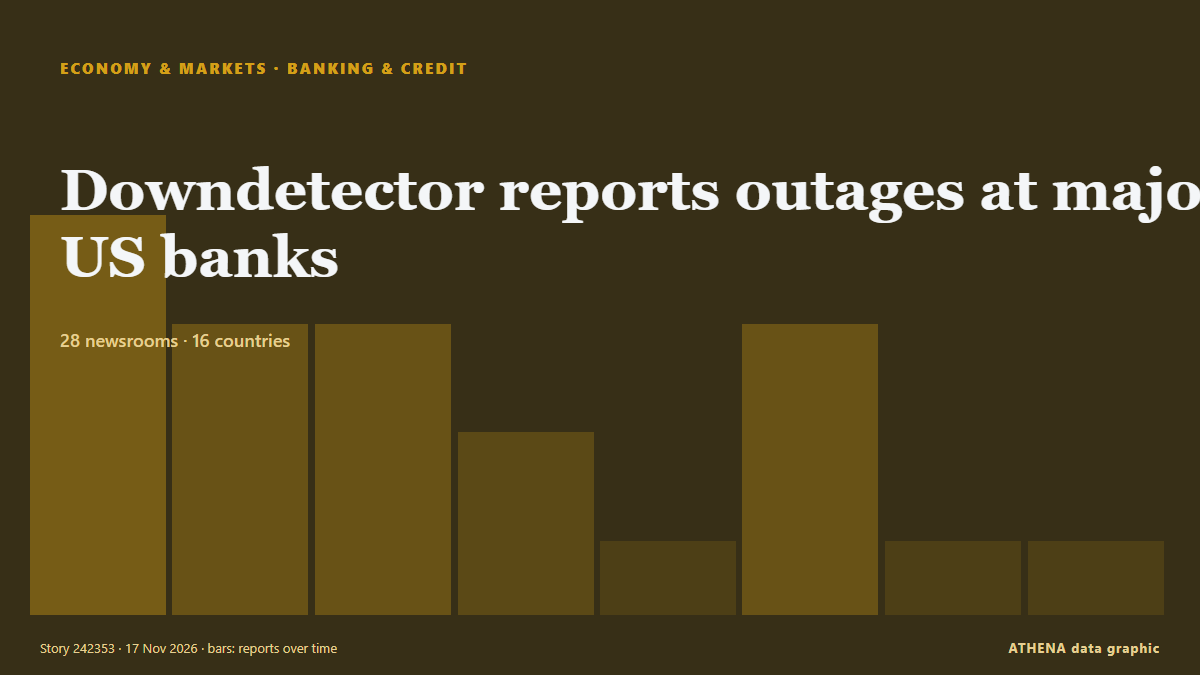 ECONOMY & MARKETS · BANKING & CREDIT
Downdetector reports outages at majo
US banks
28 newsrooms · 16 countries
Story 242353 · 17 Nov 2026 · bars: reports over time
ATHENA data graphic